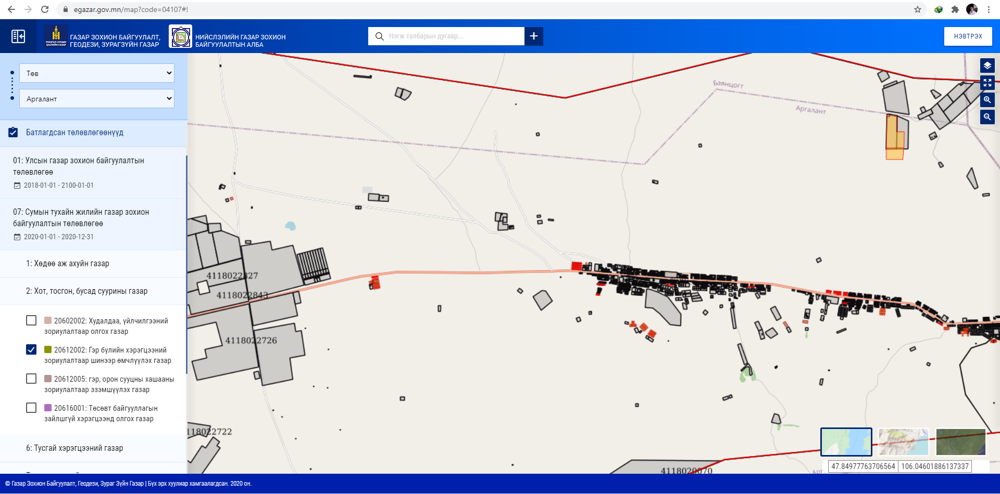 egazar.gov.mn/map?code=04107#!
МОНГОЛ УЛСЫН
ЗАСГИЙН ГАЗАР
ГАЗАР ЗОХИОН БАЙГУУЛАЛТ,
ГЕОДЕЗИ, ЗУРАГЗҮЙН ГАЗАР
НИЙСЛЭЛИЙН ГАЗАР ЗОХИОН
БАЙГУУЛАЛТЫН АЛБА
Нэгж талбарын дугаар...
НЭВТРЭХ
Төв
Аргалант
Батлагдсан төлөвлөгөөнүүд
01: Улсын газар зохион байгуулалтын
төлөвлөгөө
2018-01-01 - 2100-01-01
07: Сумын тухайн жилийн газар зохион
байгуулалтын төлөвлөгөө
2020-01-01 - 2020-12-31
1: Хөдөө аж ахуйн газар
2: Хот, тосгон, бусад суурины газар
20602002: Худалдаа, үйлчилгээний
зориулалтаар олгох газар
20612002: Гэр бүлийн хэрэгцээний
зориулалтаар шинээр өмчлүүлэх газар
20612005: гэр, орон сууцны хашааны
зориулалтаар эзэмшүүлэх газар
20616001: Төсөвт байгууллагын
зайлшгүй хэрэгцээнд олгох газар
6: Тусгай хэрэгцээний газар
Баянцогт
Аргалант
4118022827
4118022843
4118022726
118022722
4118020070
47.84977763706564 106.04601886137337
© Газар Зохион Байгуулалт, Геодези, Зураг Зүйн Газар | Бүх эрх хуулиар хамгаалагдсан. 2020 он.